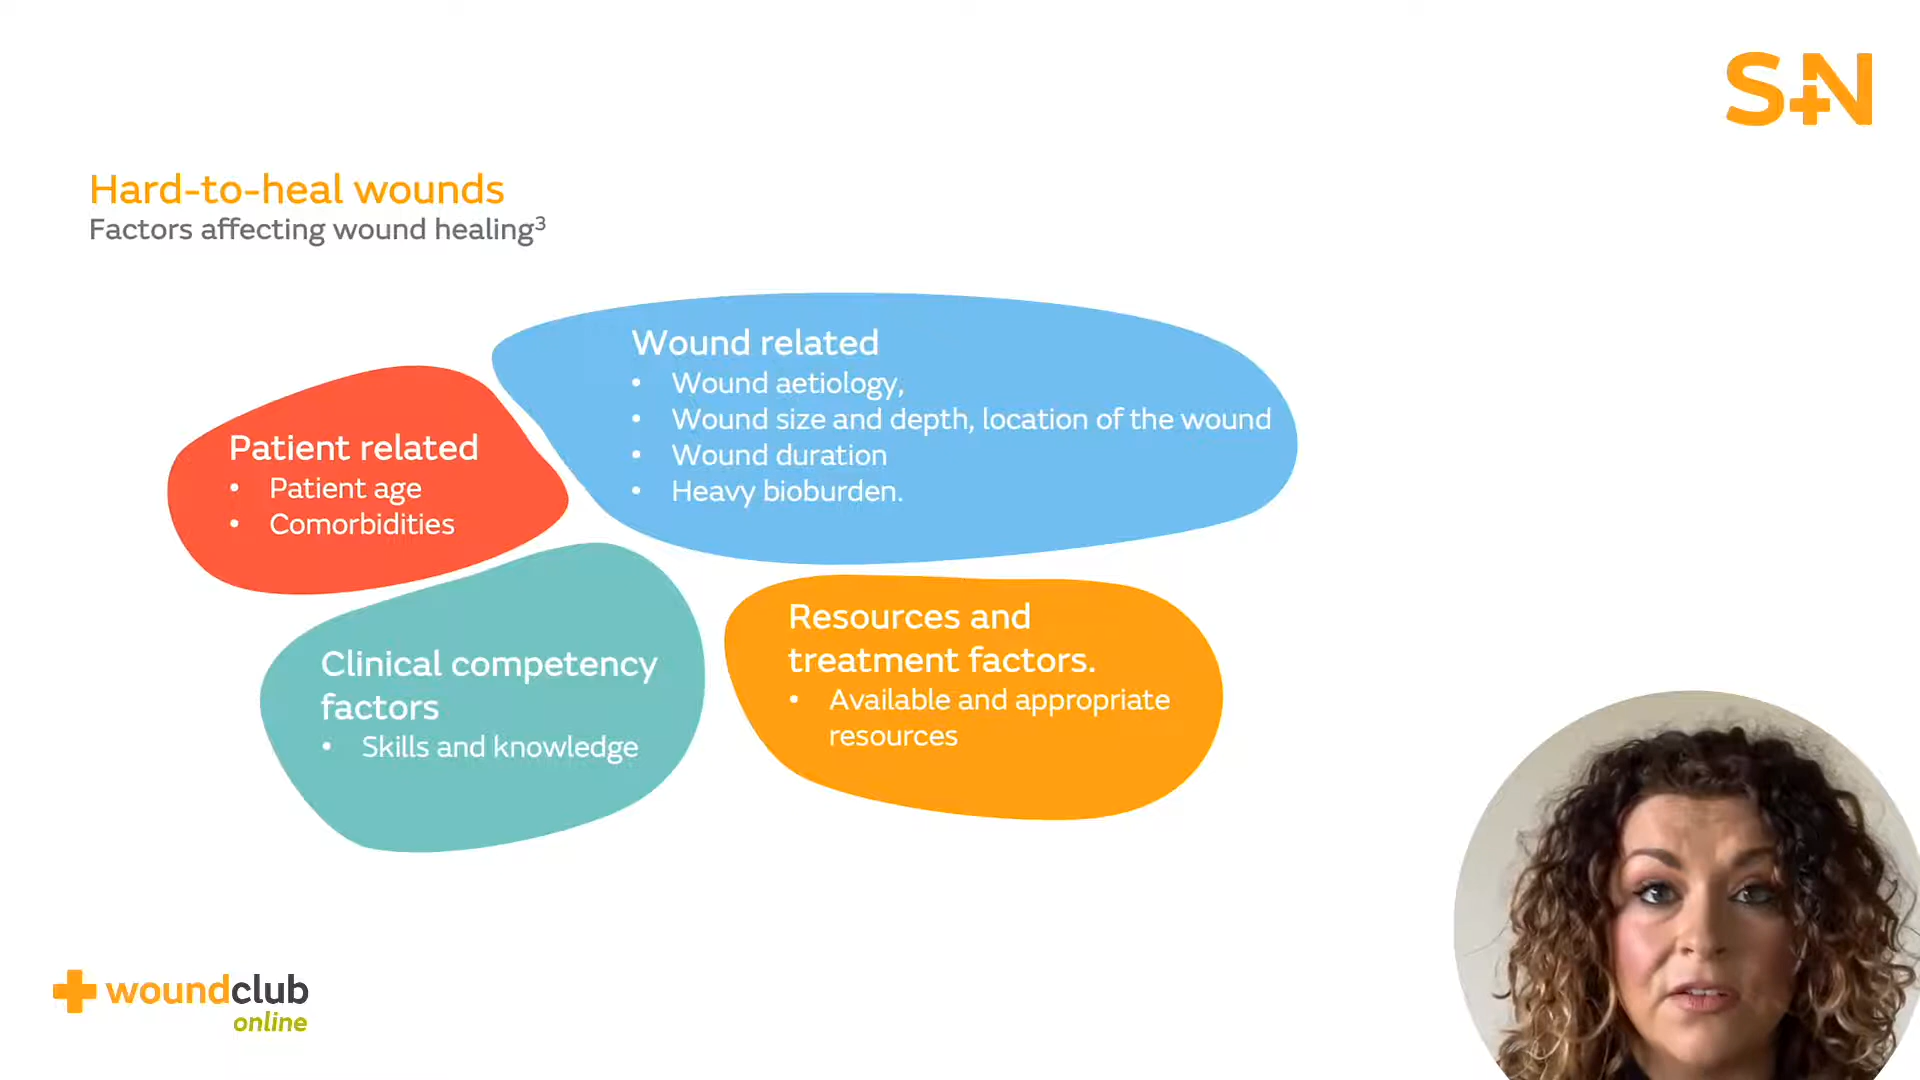 S+N
Hard-to-heal wounds
Factors affecting wound healing³
Wound related
• Wound aetiology,
• Wound size and depth, location of the wound
• Wound duration
• Heavy bioburden.
Patient related
• Patient age
• Comorbidities
Clinical competency
factors
• Skills and knowledge
Resources and
treatment factors.
• Available and appropriate
resources
woundclub
online